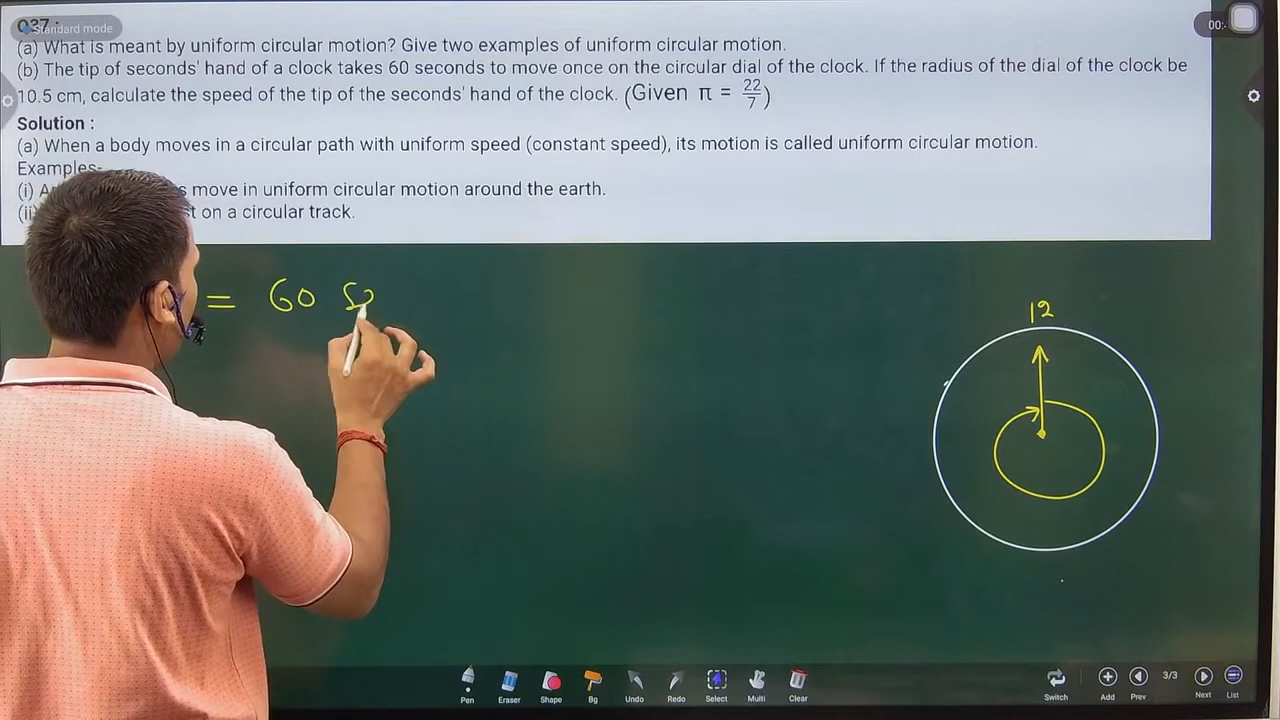 Q37 :
Standard mode
00:
(a) What is meant by uniform circular motion? Give two examples of uniform circular motion.
(b) The tip of seconds' hand of a clock takes 60 seconds to move once on the circular dial of the clock. If the radius of the dial of the clock be
10.5 cm, calculate the speed of the tip of the seconds' hand of the clock. (Given π = 22/7)
Solution :
(a) When a body moves in a circular path with uniform speed (constant speed), its motion is called uniform circular motion.
Examples-
(i) move in uniform circular motion around the earth.
(ii) on a circular track.
= 60 S
12
Pen Eraser Shape Bg Undo Redo Select Multi Clear Switch Add Prev 3/3 Next List